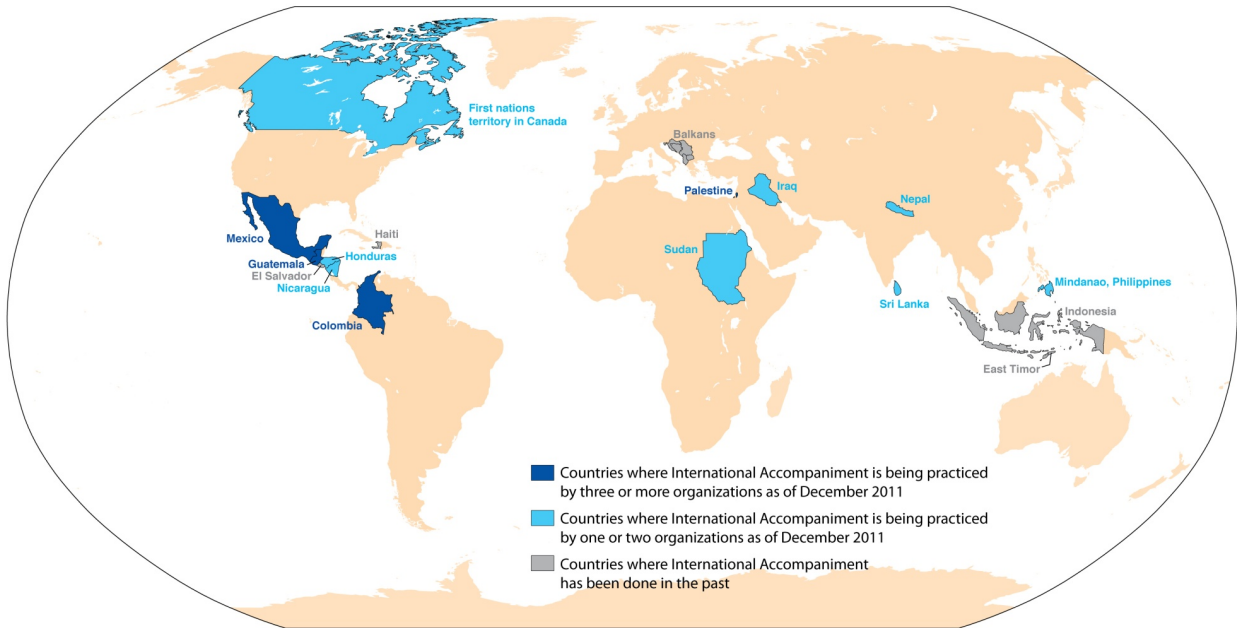 First nations
territory in Canada
Balkans
Palestine
Iraq
Nepal
Haiti
Mexico
Sudan
Guatemala
Honduras
El Salvador
Nicaragua
Mindanao, Philippines
Sri Lanka
Indonesia
Colombia
East Timor
Countries where International Accompaniment is being practiced
by three or more organizations as of December 2011
Countries where International Accompaniment is being practiced
by one or two organizations as of December 2011
Countries where International Accompaniment
has been done in the past